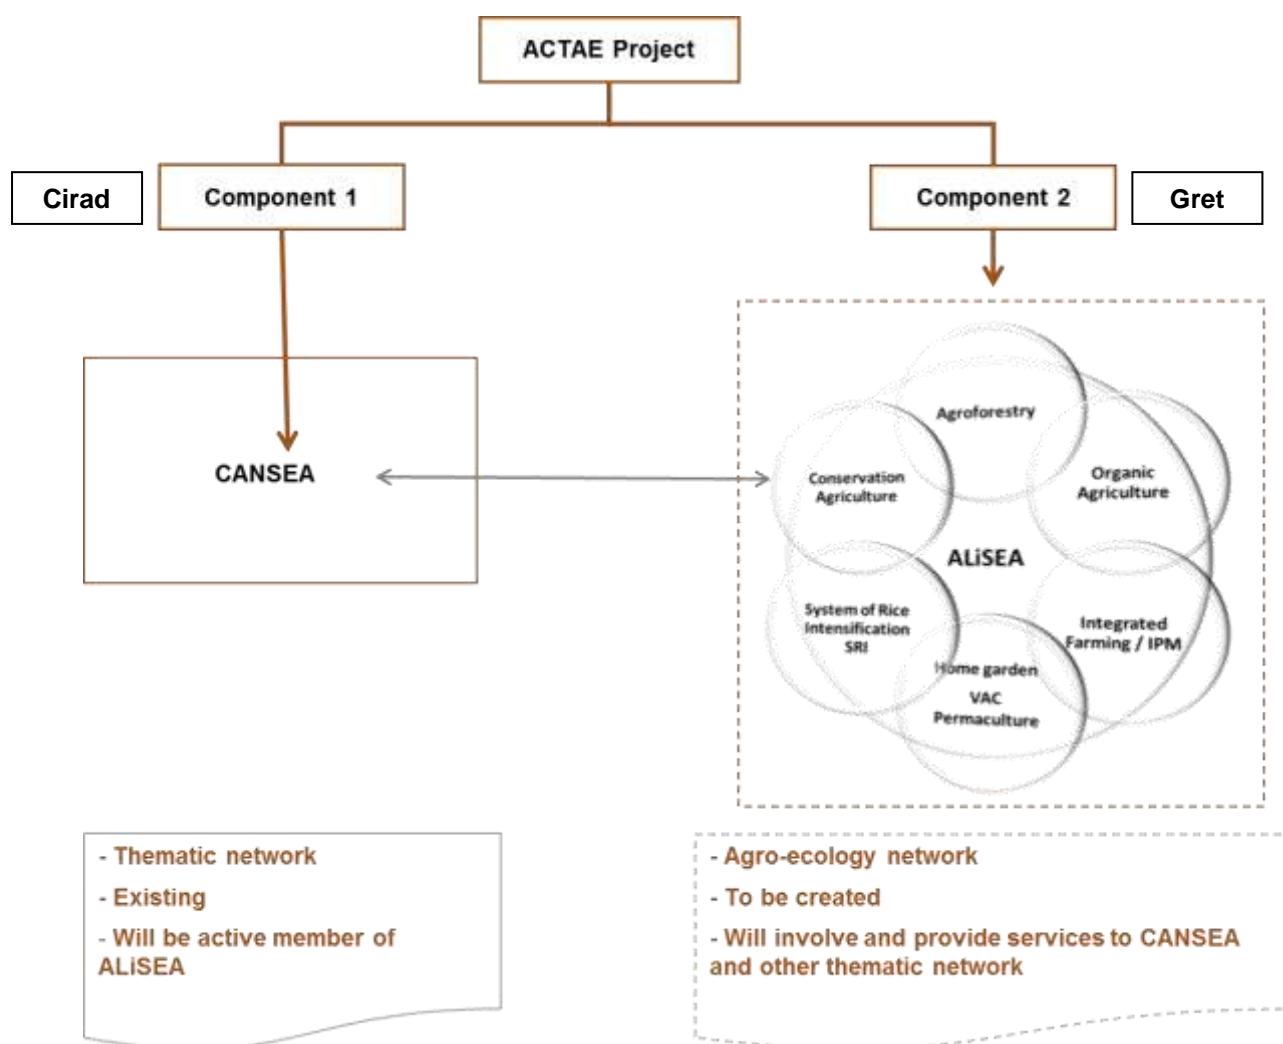 ACTAE Project
Cirad
Component 1
Component 2
Gret
CANSEA
Agroforestry
Conservation
Agriculture
Organic
Agriculture
ALiSEA
System of Rice
Intensification
SRI
Integrated
Farming / IPM
Home garden
VAC
Permaculture
- Thematic network
- Existing
- Will be active member of
ALiSEA
- Agro-ecology network
- To be created
- Will involve and provide services to CANSEA
and other thematic network